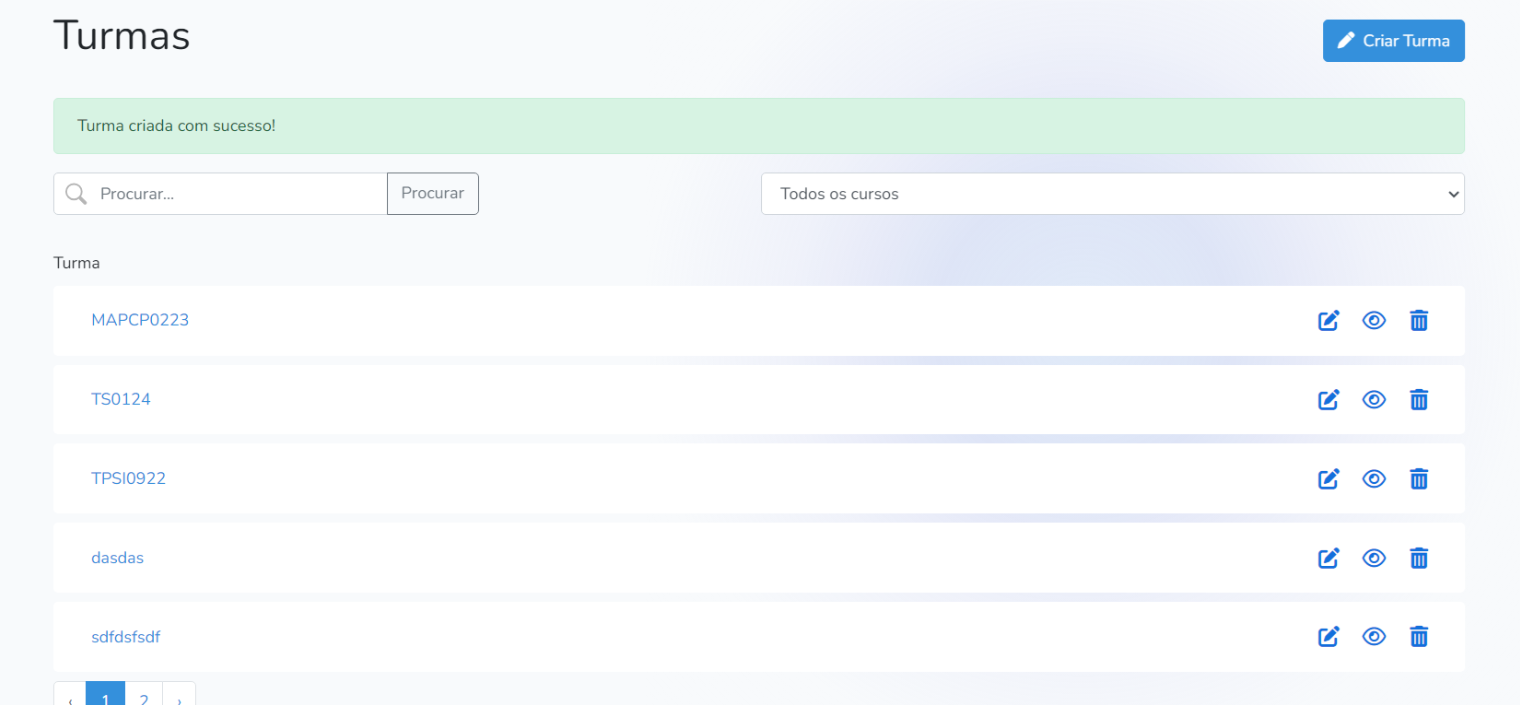 Turmas
Criar Turma
Turma criada com sucesso!
Procurar...
Procurar
Todos os cursos
Turma
MAPCP0223
TS0124
TPSI0922
dasdas
sdfdsfsdf
‹ 1 2 ›